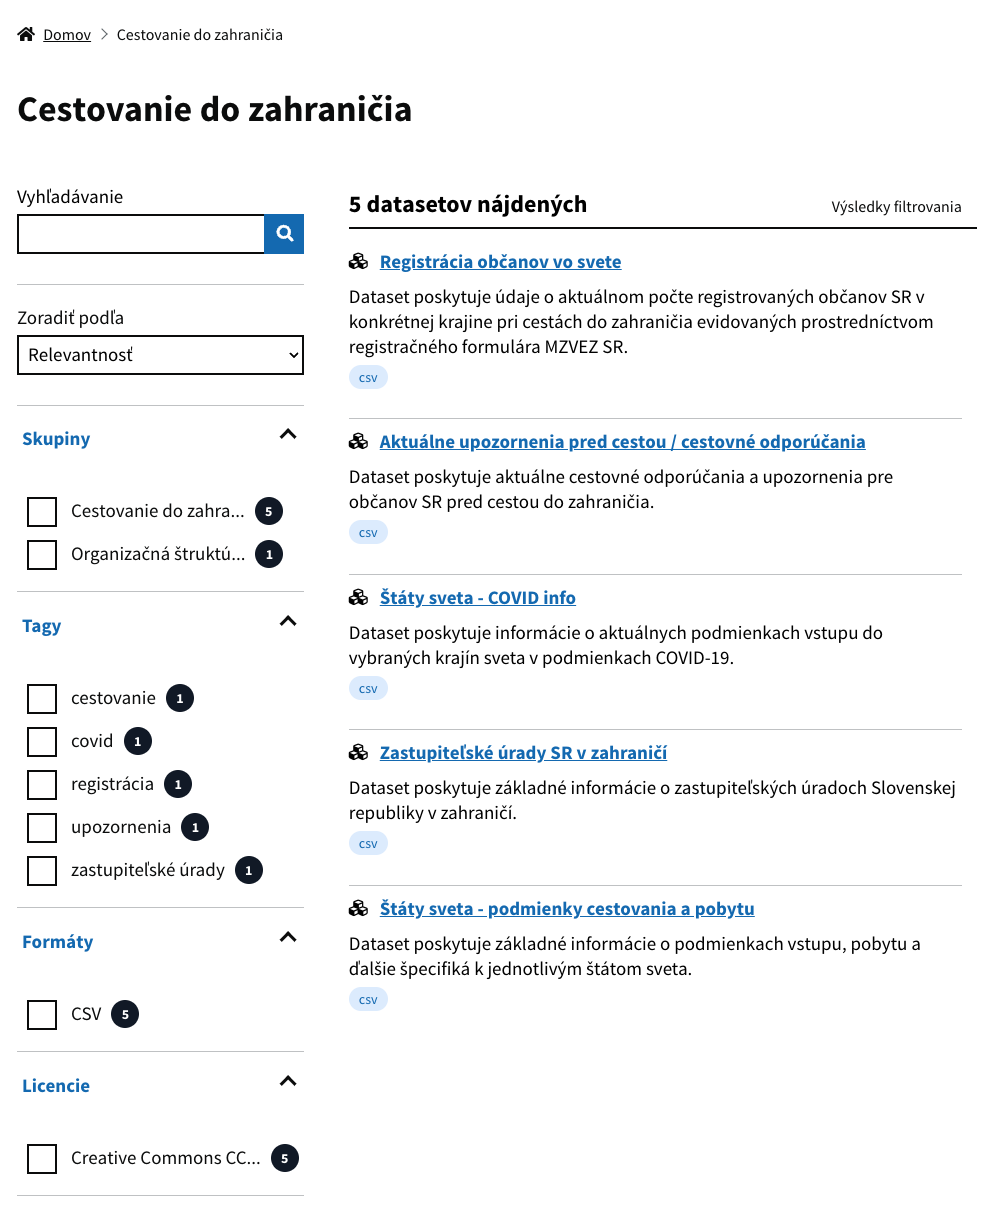 Domov
Cestovanie do zahraničia
Cestovanie do zahraničia
Vyhľadávanie
Zoradiť podľa
Relevantnosť
Skupiny
Cestovanie do zahra... 5
Organizačná štruktú... 1
Tagy
cestovanie 1
covid 1
registrácia 1
upozornenia 1
zastupiteľské úrady 1
Formáty
CSV 5
Licencie
Creative Commons CC... 5
5 datasetov nájdených
Výsledky filtrovania
Registrácia občanov vo svete
Dataset poskytuje údaje o aktuálnom počte registrovaných občanov SR v
konkrétnej krajine pri cestách do zahraničia evidovaných prostredníctvom
registračného formulára MZVEZ SR.
csv
Aktuálne upozornenia pred cestou / cestovné odporúčania
Dataset poskytuje aktuálne cestovné odporúčania a upozornenia pre
občanov SR pred cestou do zahraničia.
csv
Štáty sveta - COVID info
Dataset poskytuje informácie o aktuálnych podmienkach vstupu do
vybraných krajín sveta v podmienkach COVID-19.
csv
Zastupiteľské úrady SR v zahraničí
Dataset poskytuje základné informácie o zastupiteľských úradoch Slovenskej
republiky v zahraničí.
csv
Štáty sveta - podmienky cestovania a pobytu
Dataset poskytuje základné informácie o podmienkach vstupu, pobytu a
ďalšie špecifiká k jednotlivým štátom sveta.
csv